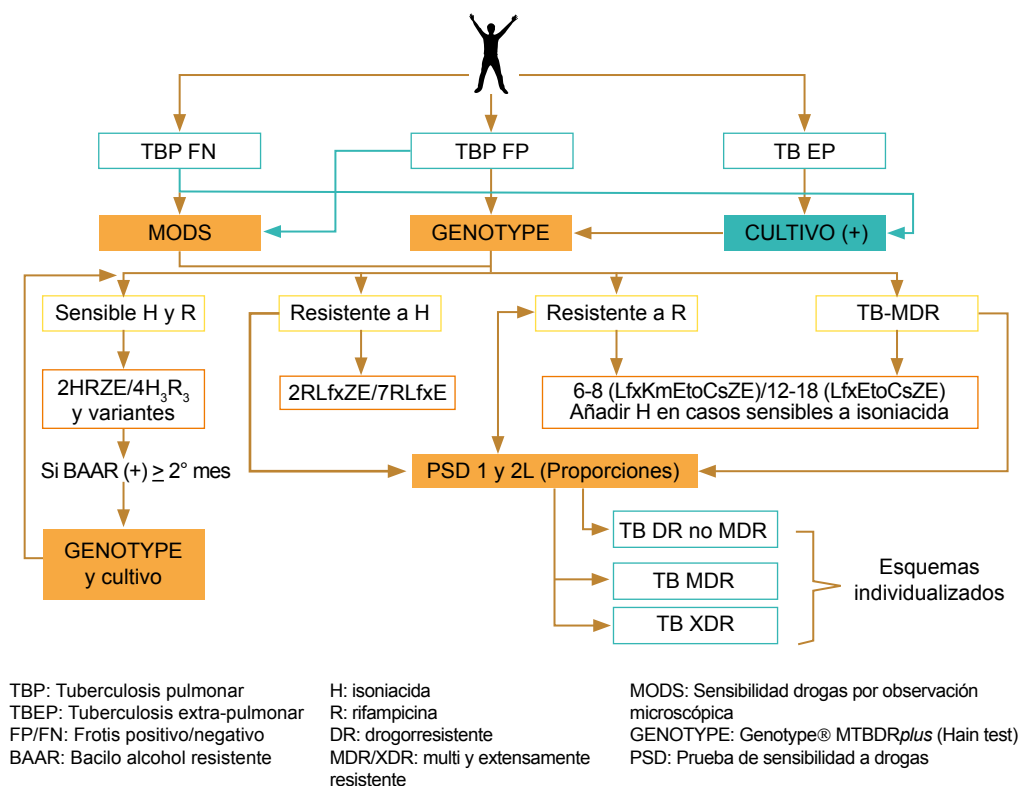 TBP FN
TBP FP
TB EP
MODS
GENOTYPE
CULTIVO (+)
Sensible H y R
Resistente a H
Resistente a R
TB-MDR
2HRZE/4H₃R₃
y variantes
2RLfxZE/7RLfxE
6-8 (LfxKmEtoCsZE)/12-18 (LfxEtoCsZE)
Añadir H en casos sensibles a isoniacida
Si BAAR (+) ≥ 2° mes
PSD 1 y 2L (Proporciones)
GENOTYPE
y cultivo
TB DR no MDR
TB MDR
TB XDR
Esquemas
individualizados
TBP: Tuberculosis pulmonar
TBEP: Tuberculosis extra-pulmonar
FP/FN: Frotis positivo/negativo
BAAR: Bacilo alcohol resistente
H: isoniacida
R: rifampicina
DR: drogorresistente
MDR/XDR: multi y extensamente
resistente
MODS: Sensibilidad drogas por observación
microscópica
GENOTYPE: Genotype® MTBDRplus (Hain test)
PSD: Prueba de sensibilidad a drogas